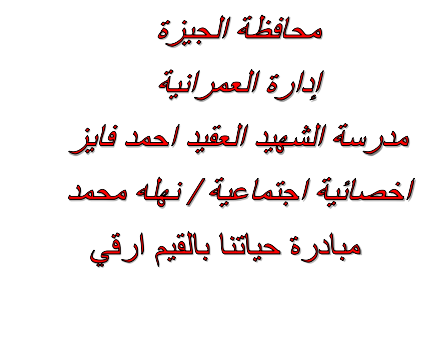 محافظة الجيزة
إدارة العمرانية
مدرسة الشهيد العقيد احمد فايز
اخصائية اجتماعية / نهله محمد
مبادرة حياتنا بالقيم ارقي